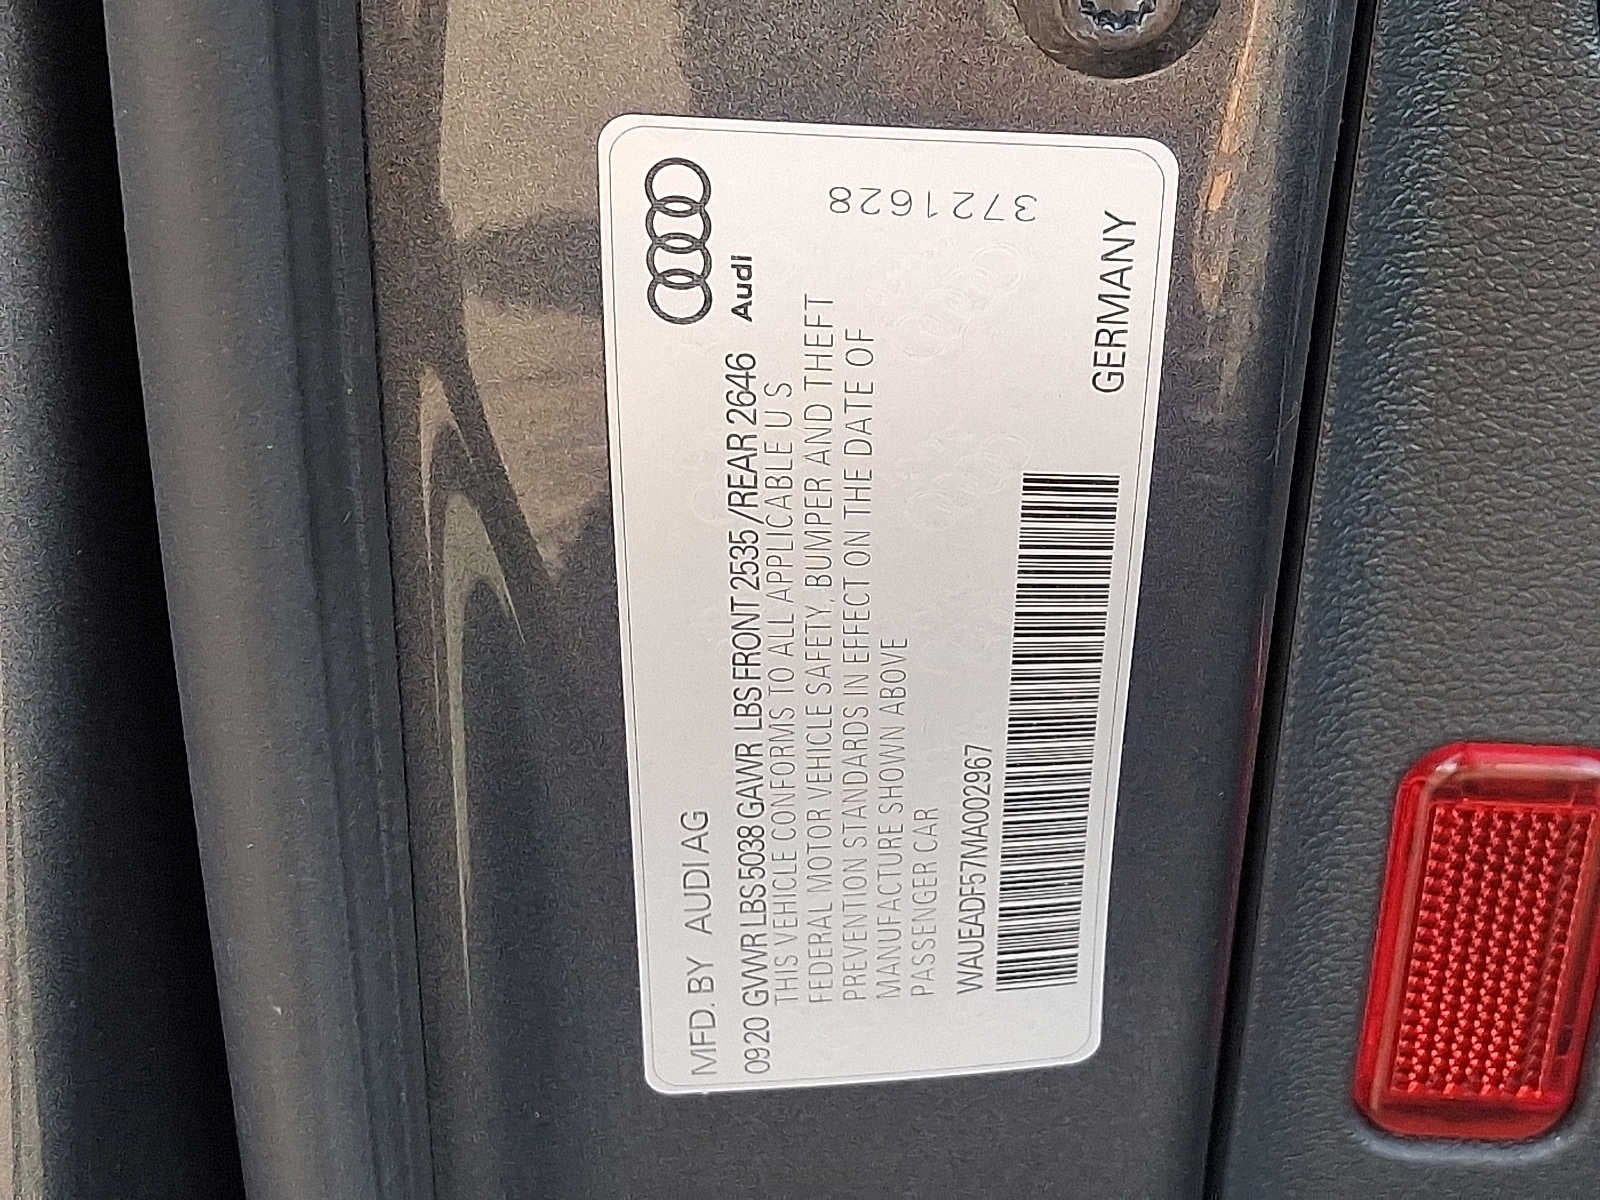 MFD. BY AUDI AG
Audi
0920 GVWR LBS 5038 GAWR LBS FRONT 2535/REAR 2646
THIS VEHICLE CONFORMS TO ALL APPLICABLE U S
FEDERAL MOTOR VEHICLE SAFETY, BUMPER AND THEFT
PREVENTION STANDARDS IN EFFECT ON THE DATE OF
MANUFACTURE SHOWN ABOVE
PASSENGER CAR
3721628
WAUEADF57MA002967
GERMANY